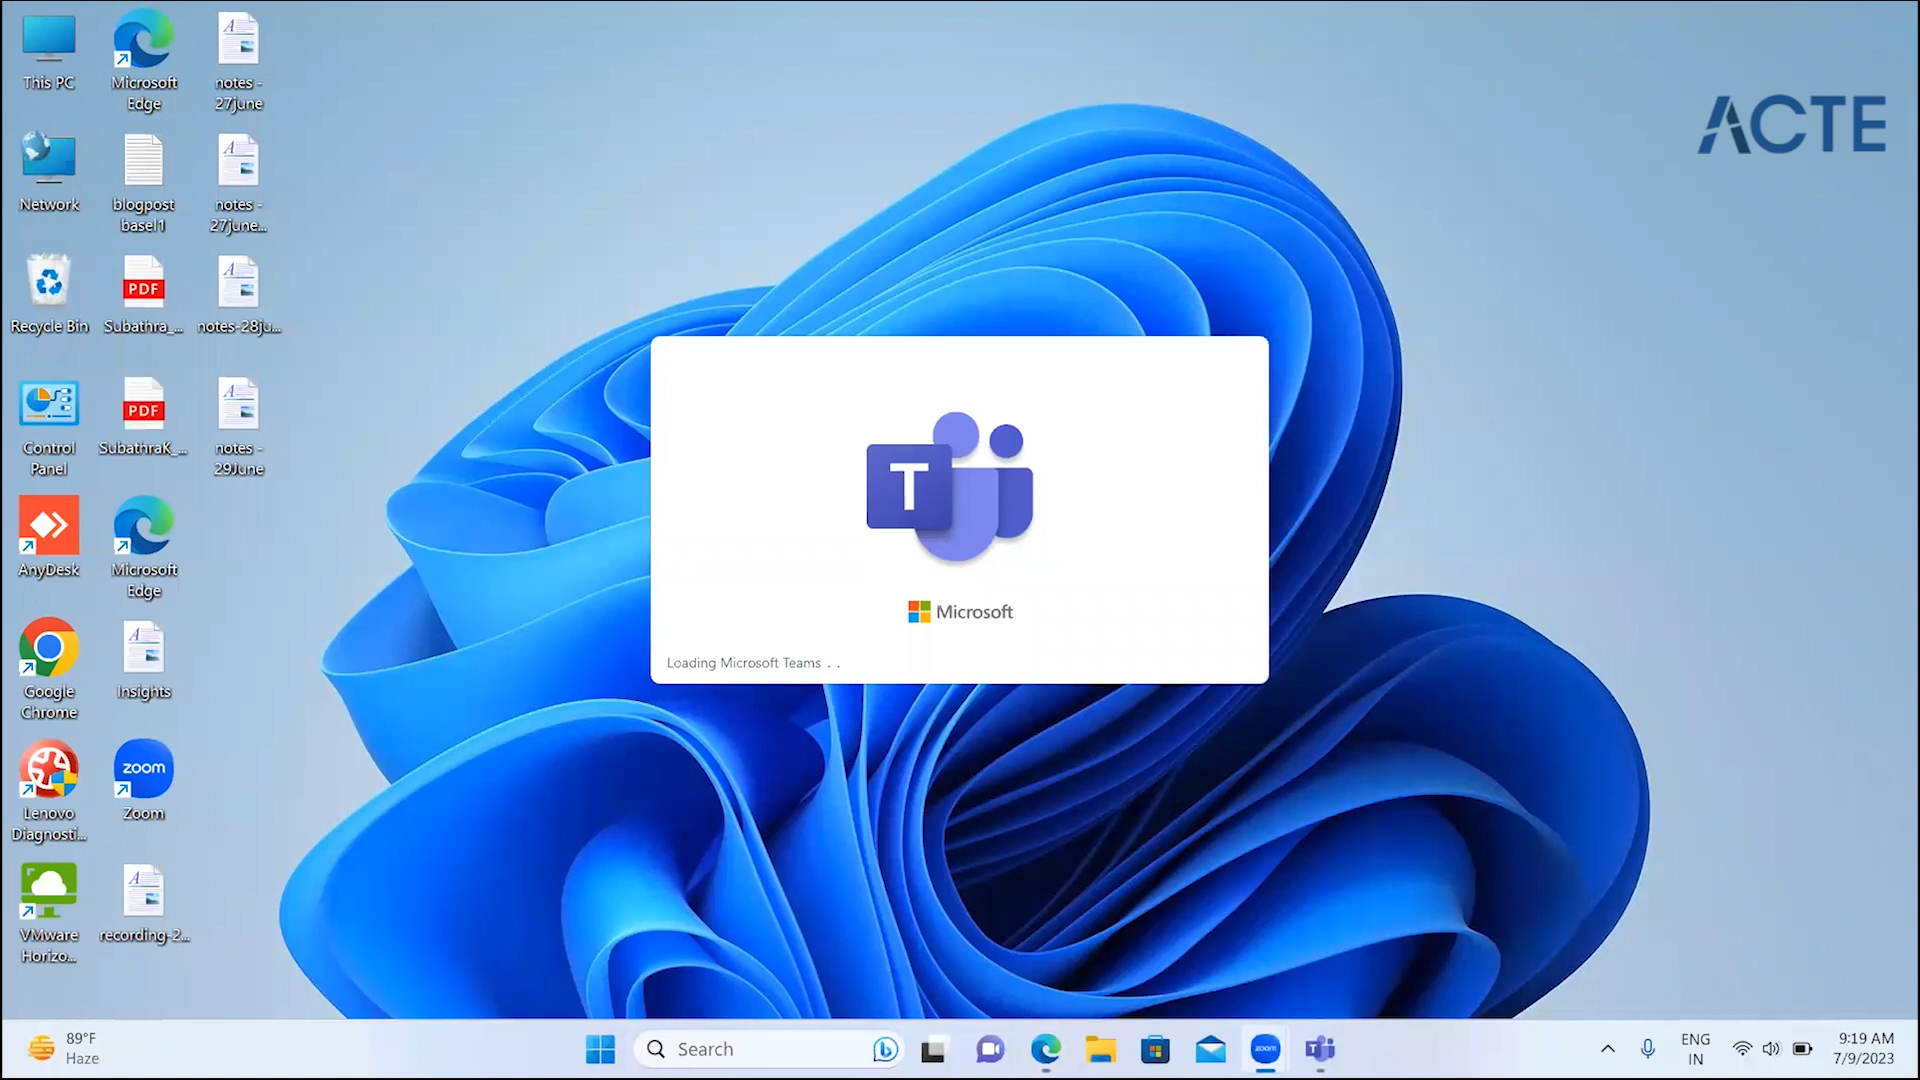 This PC
Microsoft
Edge
notes -
27june
Network
blogpost
basel1
notes -
27june...
Recycle Bin
PDF
Subathra_...
notes-28ju...
Control
Panel
PDF
SubathraK_...
notes -
29June
AnyDesk
Microsoft
Edge
Google
Chrome
Insights
Lenovo
Diagnosti...
zoom
Zoom
VMware
Horizo...
recording-2...
ACTE
T
Microsoft
Loading Microsoft Teams . .
89°F
Haze
Search
zoom
T
ENG
IN
9:19 AM
7/9/2023